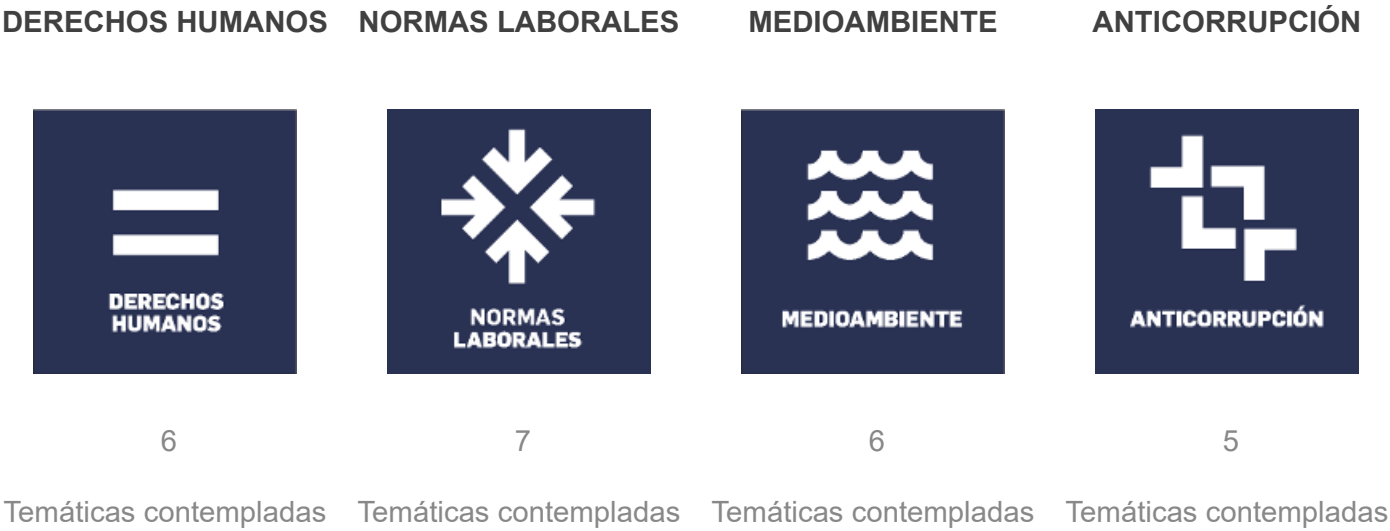 DERECHOS HUMANOS
NORMAS LABORALES
MEDIOAMBIENTE
ANTICORRUPCIÓN
DERECHOS
HUMANOS
NORMAS
LABORALES
MEDIOAMBIENTE
ANTICORRUPCIÓN
6
7
6
5
Temáticas contempladas
Temáticas contempladas
Temáticas contempladas
Temáticas contempladas